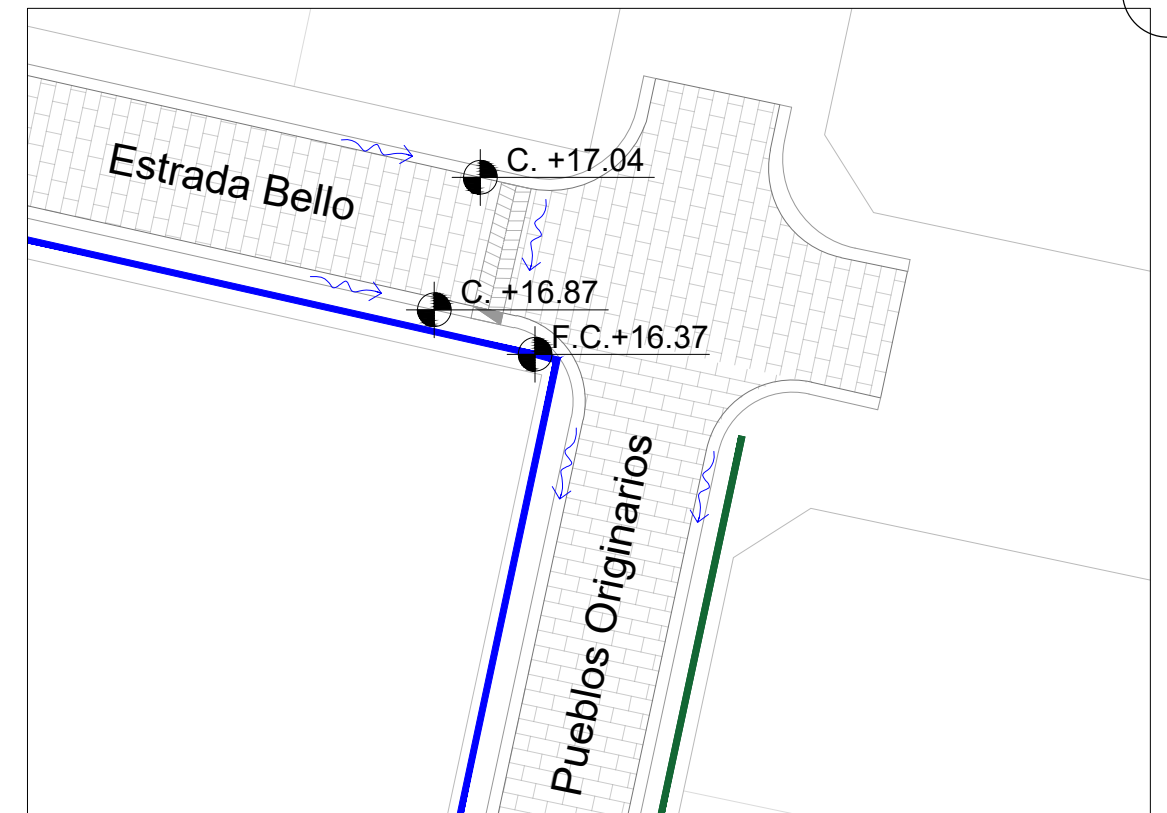 C. +17.04
Estrada Bello
C. +16.87
F.C.+16.37
Pueblos Originarios